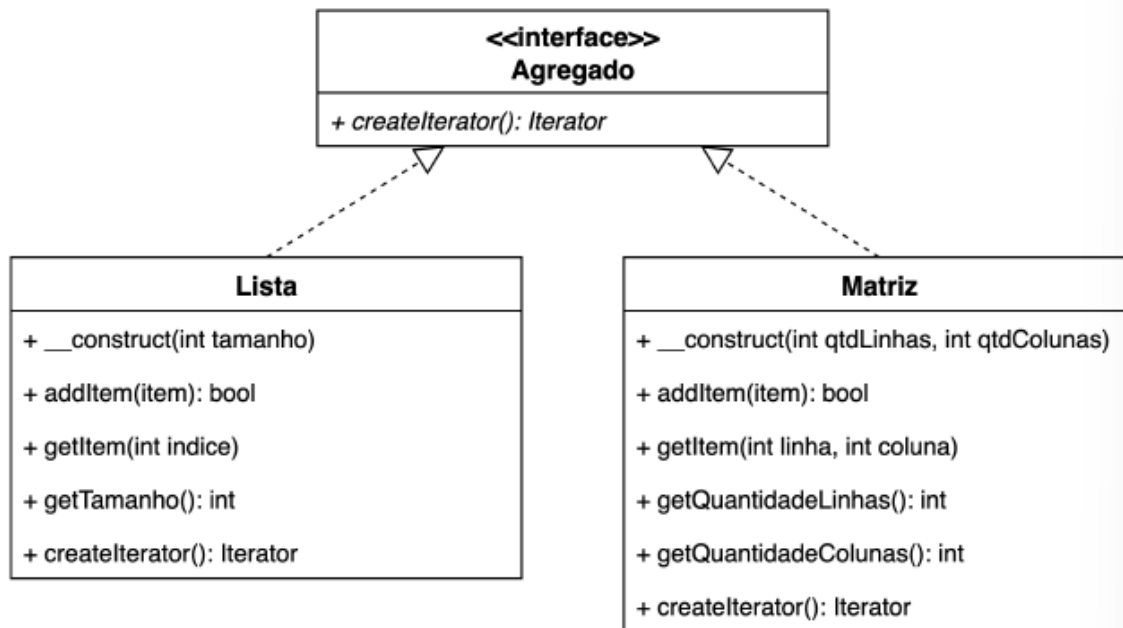 <<interface>>
Agregado
+ createIterator(): Iterator
Lista
+ __construct(int tamanho)
+ addItem(item): bool
+ getItem(int indice)
+ getTamanho(): int
+ createIterator(): Iterator
Matriz
+ __construct(int qtdLinhas, int qtdColunas)
+ addItem(item): bool
+ getItem(int linha, int coluna)
+ getQuantidadeLinhas(): int
+ getQuantidadeColunas(): int
+ createIterator(): Iterator